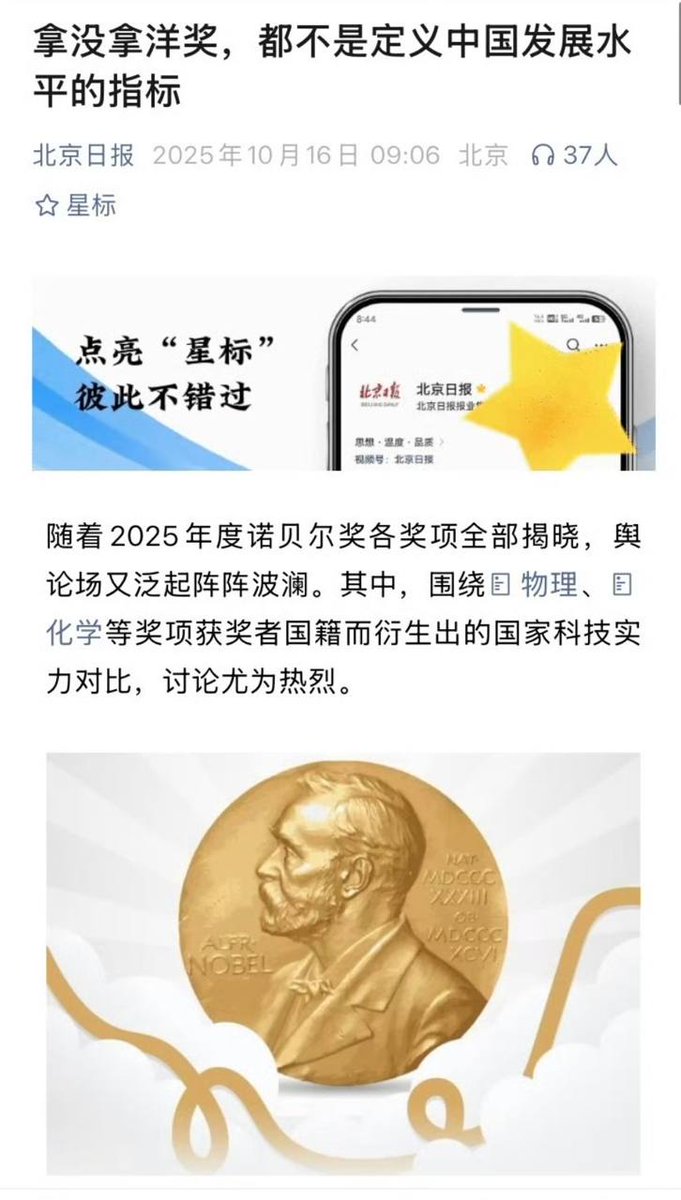 拿没拿洋奖，都不是定义中国发展水
平的指标
北京日报 2025年10月16日 09:06 北京 37人
星标
点亮“星标”
彼此不错过
8:44
北京日报
BEIJING DAILY
北京日报
北京日报报业
思想·温度·品质
视频号：北京日报
随着2025年度诺贝尔奖各奖项全部揭晓，舆
论场又泛起阵阵波澜。其中，围绕物理、
化学等奖项获奖者国籍而衍生出的国家科技实
力对比，讨论尤为热烈。
ALFR·
NOBEL
NAT·
MDCCC
XXXIII
OB·
MDCCC
XCVI